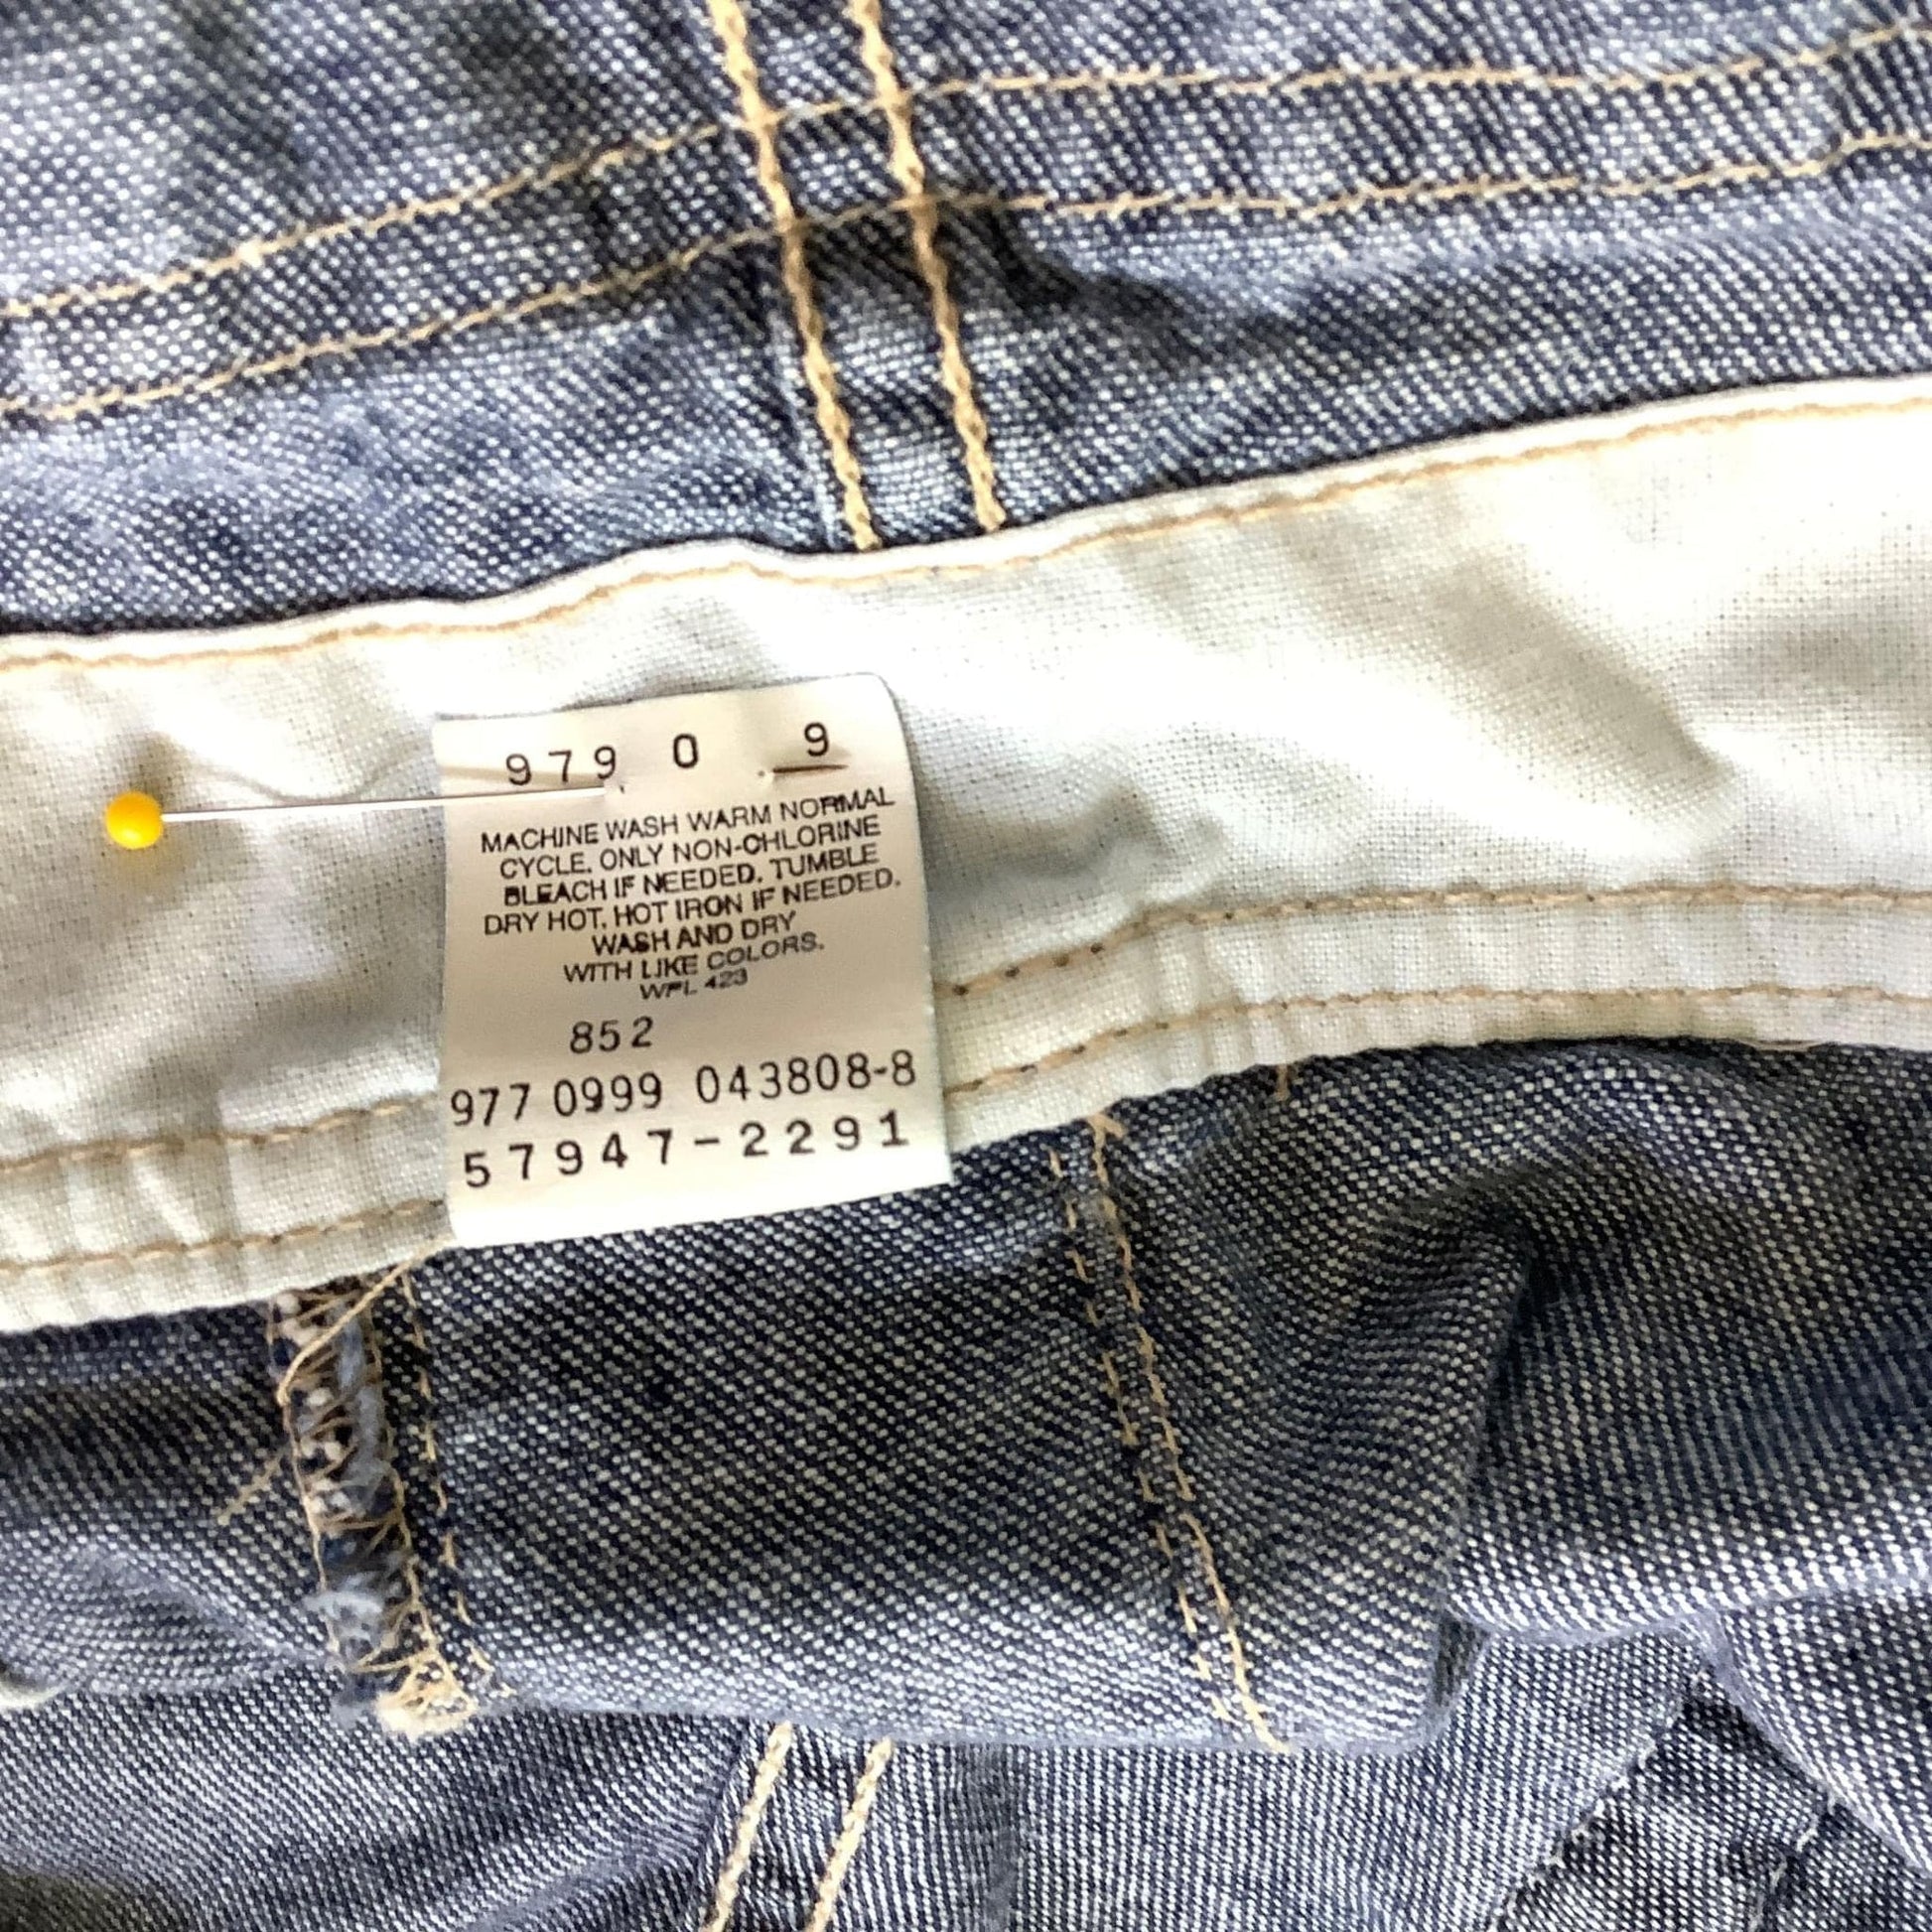 979 0 9
MACHINE WASH WARM NORMAL
CYCLE. ONLY NON-CHLORINE
BLEACH IF NEEDED. TUMBLE
DRY HOT. HOT IRON IF NEEDED.
WASH AND DRY
WITH LIKE COLORS.
WPL 423
852
977 0999 043808-8
57947-2291